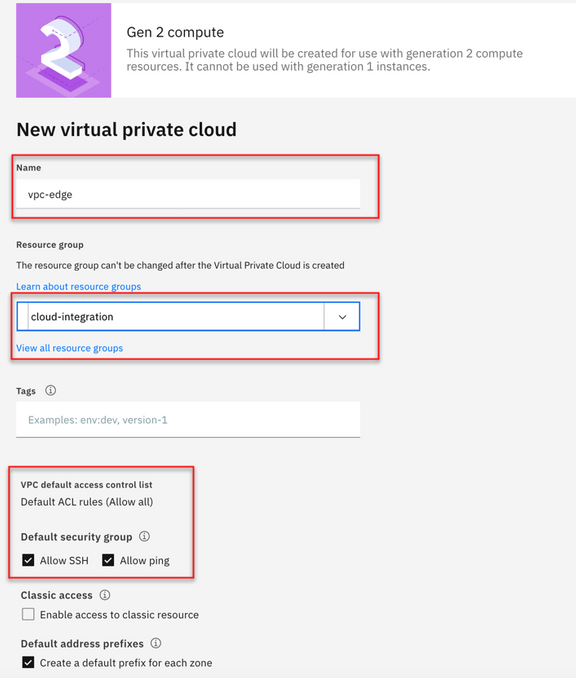 2
Gen 2 compute
This virtual private cloud will be created for use with generation 2 compute
resources. It cannot be used with generation 1 instances.
New virtual private cloud
Name
vpc-edge
Resource group
The resource group can't be changed after the Virtual Private Cloud is created
Learn about resource groups
cloud-integration
View all resource groups
Tags
Examples: env:dev, version-1
VPC default access control list
Default ACL rules (Allow all)
Default security group
Allow SSH Allow ping
Classic access
Enable access to classic resource
Default address prefixes
Create a default prefix for each zone